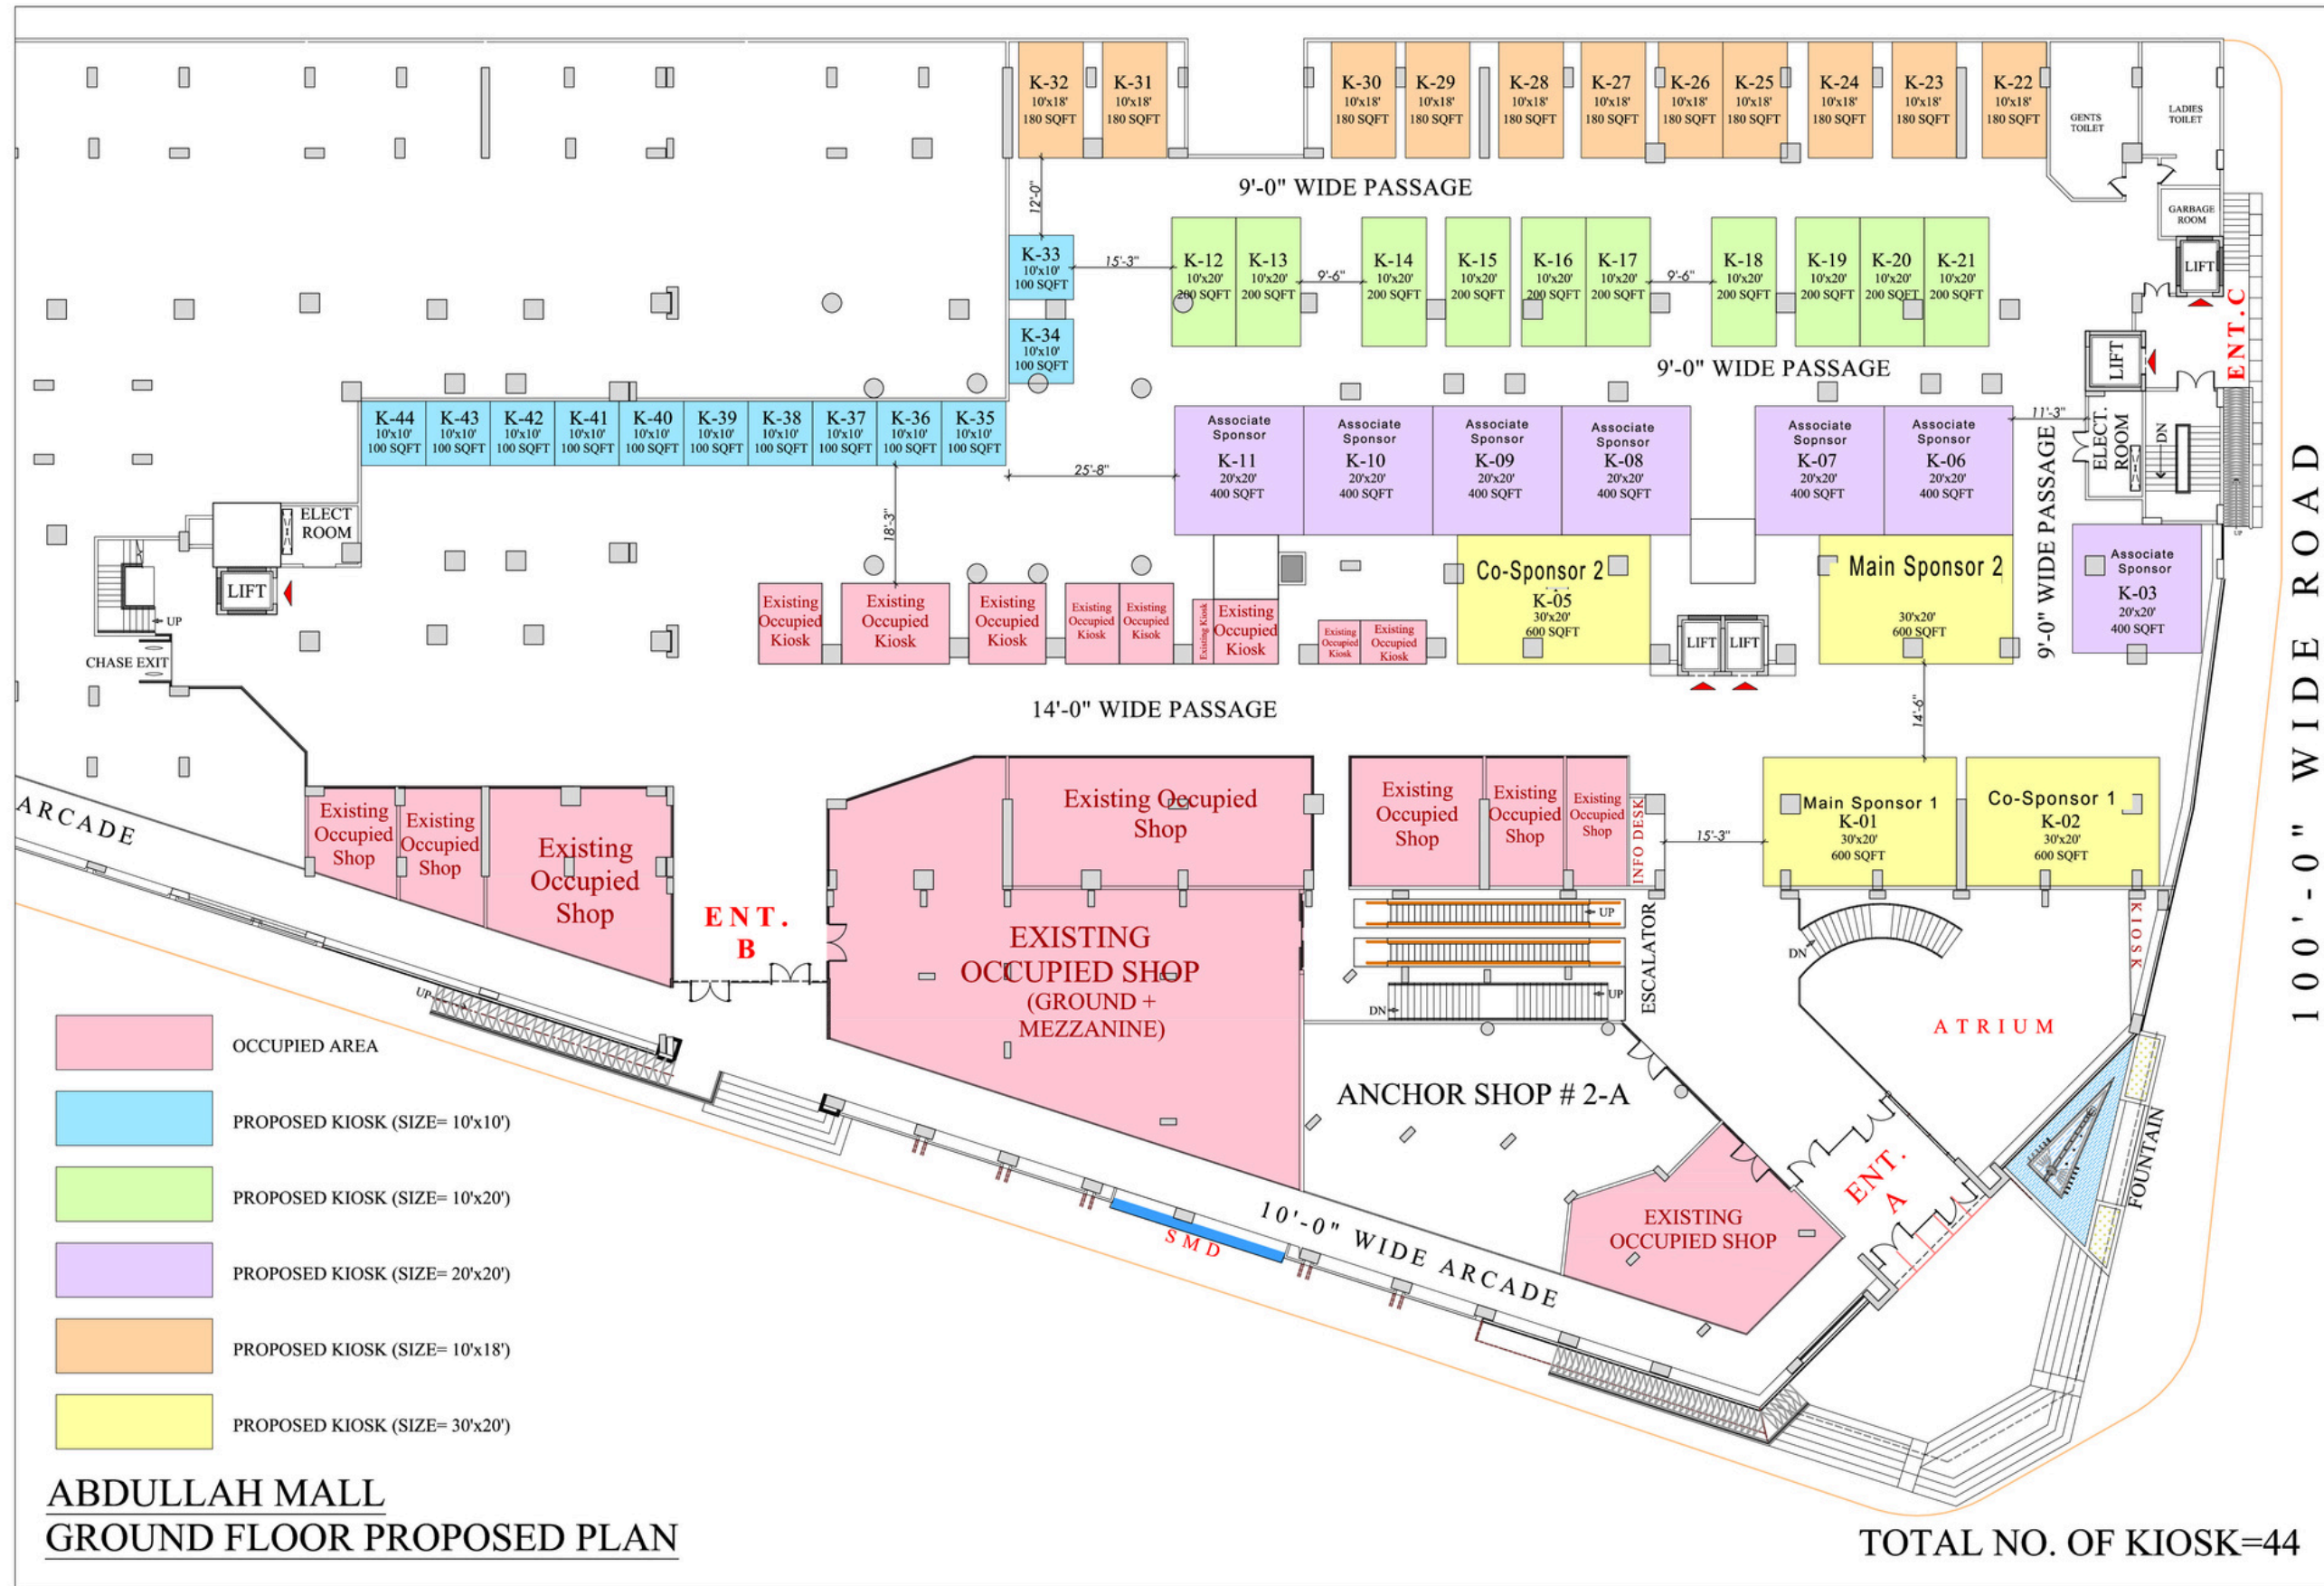 K-32
10'x18'
180 SQFT
K-31
10'x18'
180 SQFT
K-30
10'x18'
180 SQFT
K-29
10'x18'
180 SQFT
K-28
10'x18'
180 SQFT
K-27
10'x18'
180 SQFT
K-26
10'x18'
180 SQFT
K-25
10'x18'
180 SQFT
K-24
10'x18'
180 SQFT
K-23
10'x18'
180 SQFT
K-22
10'x18'
180 SQFT
GENTS
TOILET
LADIES
TOILET
9'-0" WIDE PASSAGE
12'-0"
GARBAGE
ROOM
LIFT
K-33
10'x10'
100 SQFT
15'-3"
K-12
10'x20'
200 SQFT
K-13
10'x20'
200 SQFT
9'-6"
K-14
10'x20'
200 SQFT
K-15
10'x20'
200 SQFT
K-16
10'x20'
200 SQFT
K-17
10'x20'
200 SQFT
9'-6"
K-18
10'x20'
200 SQFT
K-19
10'x20'
200 SQFT
K-20
10'x20'
200 SQFT
K-21
10'x20'
200 SQFT
ENT.C
K-34
10'x10'
100 SQFT
9'-0" WIDE PASSAGE
LIFT
K-44
10'x10'
100 SQFT
K-43
10'x10'
100 SQFT
K-42
10'x10'
100 SQFT
K-41
10'x10'
100 SQFT
K-40
10'x10'
100 SQFT
K-39
10'x10'
100 SQFT
K-38
10'x10'
100 SQFT
K-37
10'x10'
100 SQFT
K-36
10'x10'
100 SQFT
K-35
10'x10'
100 SQFT
25'-8"
Associate
Sponsor
K-11
20'x20'
400 SQFT
Associate
Sponsor
K-10
20'x20'
400 SQFT
Associate
Sponsor
K-09
20'x20'
400 SQFT
Associate
Sponsor
K-08
20'x20'
400 SQFT
Associate
Sopnsor
K-07
20'x20'
400 SQFT
Associate
Sponsor
K-06
20'x20'
400 SQFT
11'-3"
ELECT.
ROOM
DN
UP
9'-0" WIDE PASSAGE
100'-0" WIDE ROAD
ELECT
ROOM
LIFT
UP
CHASE EXIT
18'-3"
Existing
Occupied
Kiosk
Existing
Occupied
Kiosk
Existing
Occupied
Kiosk
Existing
Occupied
Kiosk
Existing
Occupied
Kisok
Existing Kiosk
Existing
Occupied
Kiosk
Existing
Occupied
Kiosk
Existing
Occupied
Kiosk
Co-Sponsor 2
K-05
30'x20'
600 SQFT
LIFT
LIFT
Main Sponsor 2
30'x20'
600 SQFT
Associate
Sponsor
K-03
20'x20'
400 SQFT
14'-0" WIDE PASSAGE
14'-6"
ARCADE
Existing
Occupied
Shop
Existing
Occupied
Shop
Existing
Occupied
Shop
ENT.
B
Existing Occupied
Shop
Existing
Occupied
Shop
Existing
Occupied
Shop
Existing
Occupied
Shop
INFO DESK
15'-3"
Main Sponsor 1
K-01
30'x20'
600 SQFT
Co-Sponsor 1
K-02
30'x20'
600 SQFT
EXISTING
OCCUPIED SHOP
(GROUND +
MEZZANINE)
UP
UP
DN
ESCALATOR
DN
KIOSK
ATRIUM
UP
ANCHOR SHOP # 2-A
ENT.
A
FOUNTAIN
EXISTING
OCCUPIED SHOP
SMD
10'-0" WIDE ARCADE
OCCUPIED AREA
PROPOSED KIOSK (SIZE= 10'x10')
PROPOSED KIOSK (SIZE= 10'x20')
PROPOSED KIOSK (SIZE= 20'x20')
PROPOSED KIOSK (SIZE= 10'x18')
PROPOSED KIOSK (SIZE= 30'x20')
ABDULLAH MALL
GROUND FLOOR PROPOSED PLAN
TOTAL NO. OF KIOSK=44